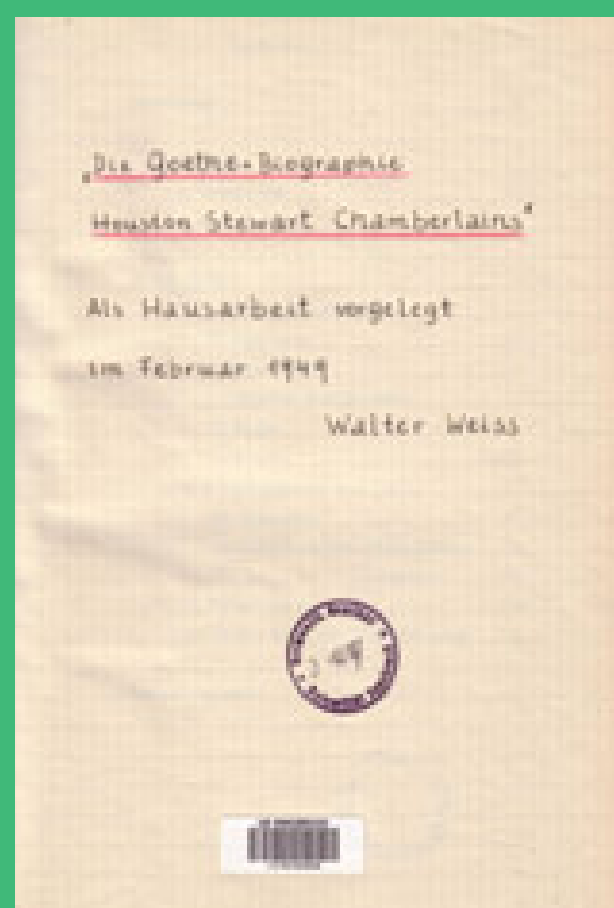 „Die Goethe-Biographie
Houston Stewart Chamberlains"
Als Hausarbeit vorgelegt
im Februar 1949
Walter Weiss